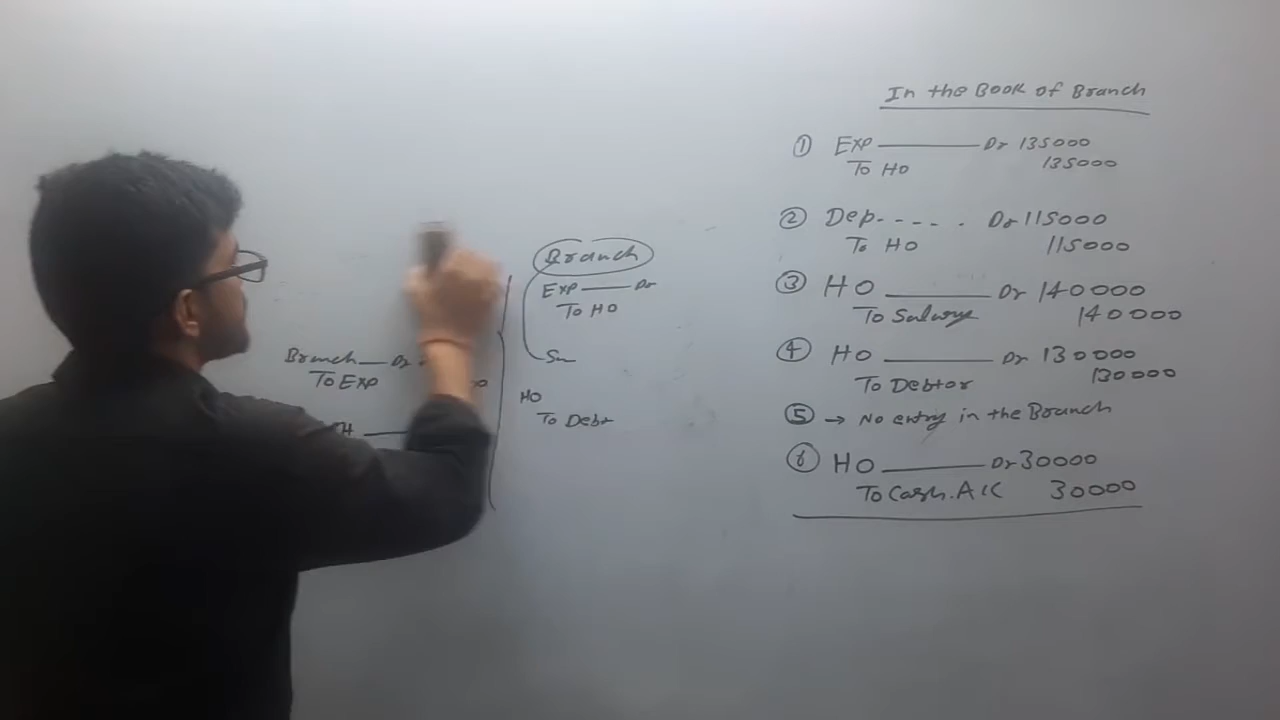 Branch — Dr
To Exp
Branch
Exp — Dr
To HO
HO
To Debt
In the Book of Branch
① Exp — Dr 135000
To HO 135000
② Dep- - - - . Dr 115000
To HO 115000
③ HO — Dr 140000
To Salary 140000
④ HO — Dr 130000
To Debtor 130000
⑤ → No entry in the Branch
⑥ HO — Dr 30000
To Cash. A/C 30000